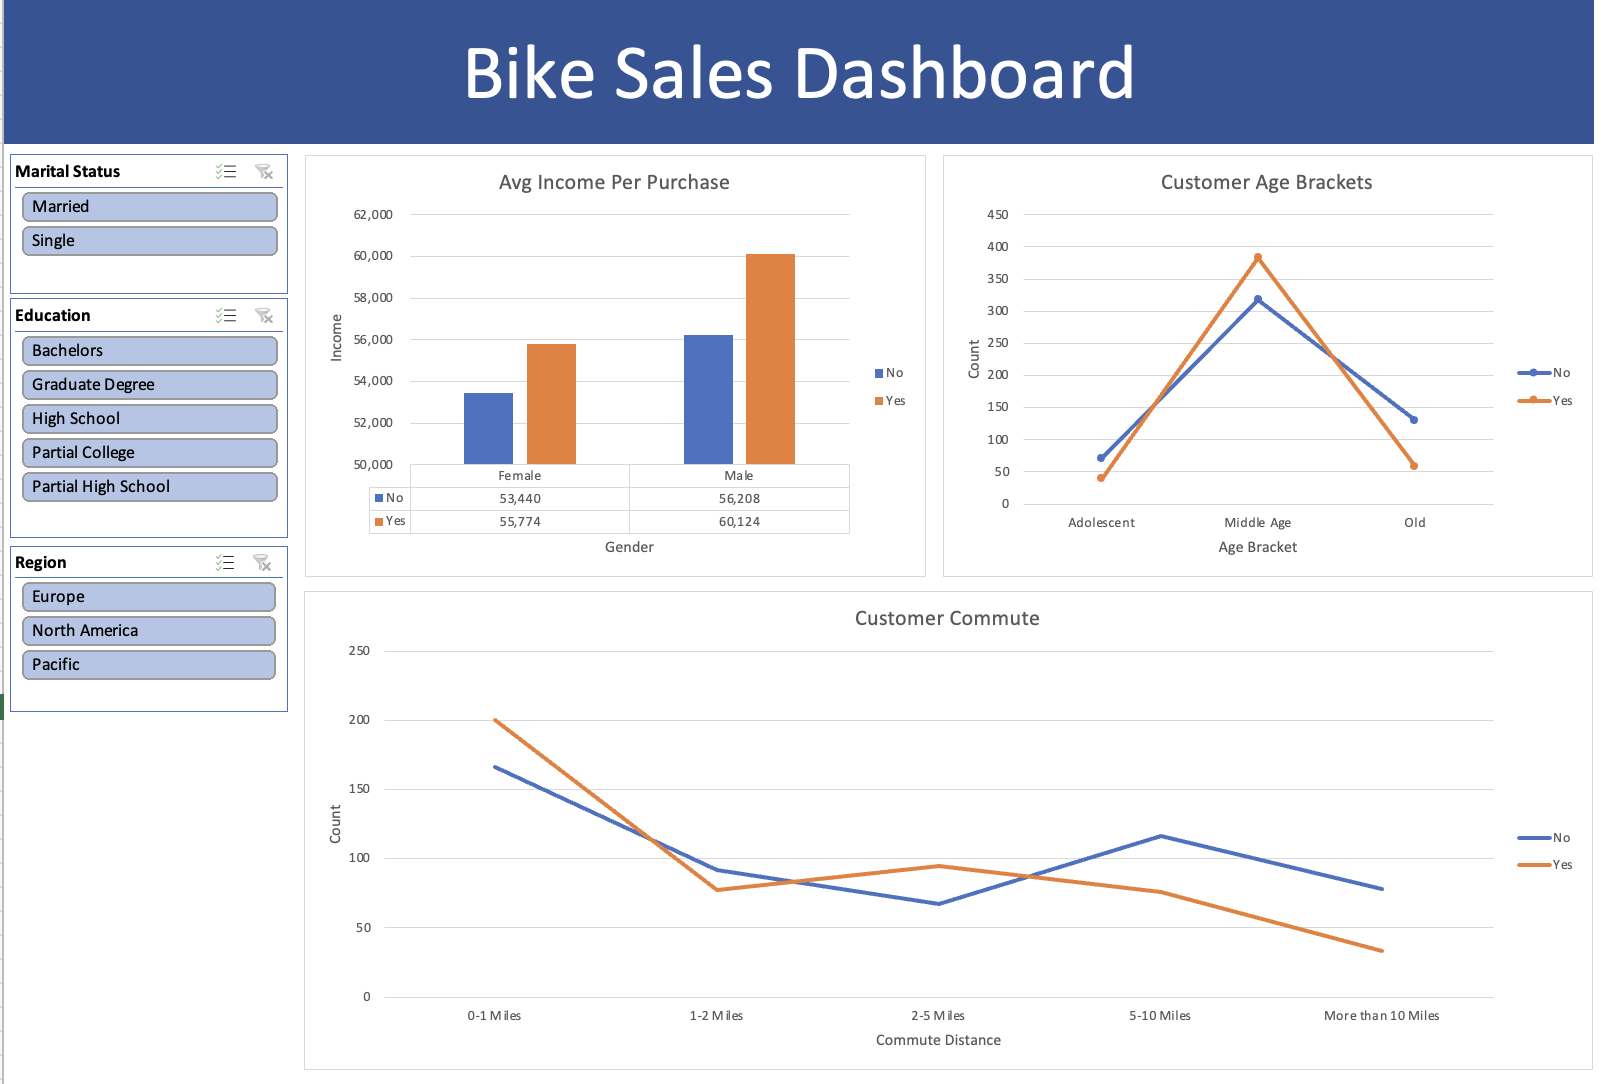 Bike Sales Dashboard
Marital Status
Married
Single
Education
Bachelors
Graduate Degree
High School
Partial College
Partial High School
Region
Europe
North America
Pacific
Avg Income Per Purchase
62,000
60,000
58,000
56,000
54,000
52,000
50,000
Income
Female Male
No 53,440 56,208
Yes 55,774 60,124
Gender
No
Yes
Customer Age Brackets
450
400
350
300
250
200
150
100
50
0
Count
Adolescent Middle Age Old
Age Bracket
No
Yes
Customer Commute
250
200
150
100
50
0
Count
0-1 Miles 1-2 Miles 2-5 Miles 5-10 Miles More than 10 Miles
Commute Distance
No
Yes